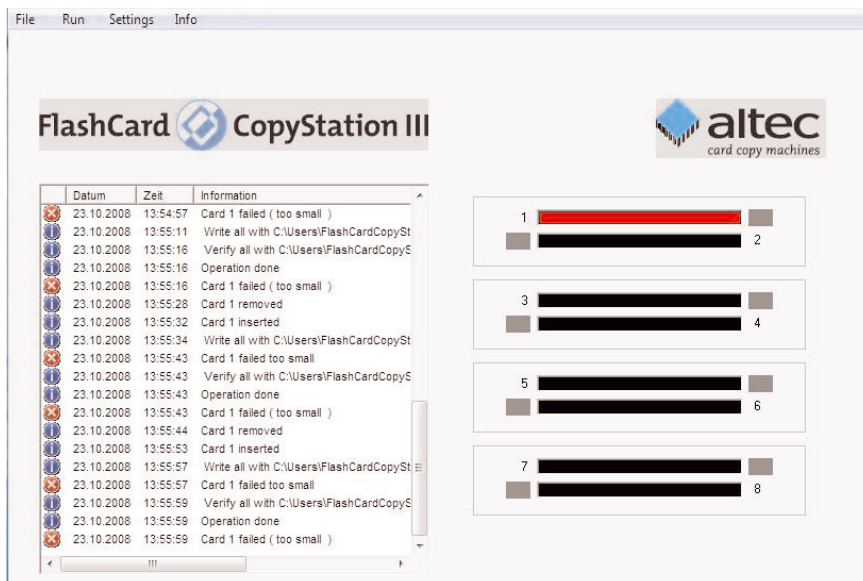 File Run Settings Info
FlashCard CopyStation III
altec
card copy machines
Datum Zeit Information
23.10.2008 13:54:57 Card 1 failed ( too small )
23.10.2008 13:55:11 Write all with C:\Users\FlashCardCopySt
23.10.2008 13:55:16 Verify all with C:\Users\FlashCardCopyS
23.10.2008 13:55:16 Operation done
23.10.2008 13:55:16 Card 1 failed ( too small )
23.10.2008 13:55:28 Card 1 removed
23.10.2008 13:55:32 Card 1 inserted
23.10.2008 13:55:34 Write all with C:\Users\FlashCardCopySt
23.10.2008 13:55:43 Card 1 failed too small
23.10.2008 13:55:43 Verify all with C:\Users\FlashCardCopyS
23.10.2008 13:55:43 Operation done
23.10.2008 13:55:43 Card 1 failed ( too small )
23.10.2008 13:55:44 Card 1 removed
23.10.2008 13:55:53 Card 1 inserted
23.10.2008 13:55:57 Write all with C:\Users\FlashCardCopySt
23.10.2008 13:55:57 Card 1 failed too small
23.10.2008 13:55:59 Verify all with C:\Users\FlashCardCopyS
23.10.2008 13:55:59 Operation done
23.10.2008 13:55:59 Card 1 failed ( too small )
1
2
3
4
5
6
7
8